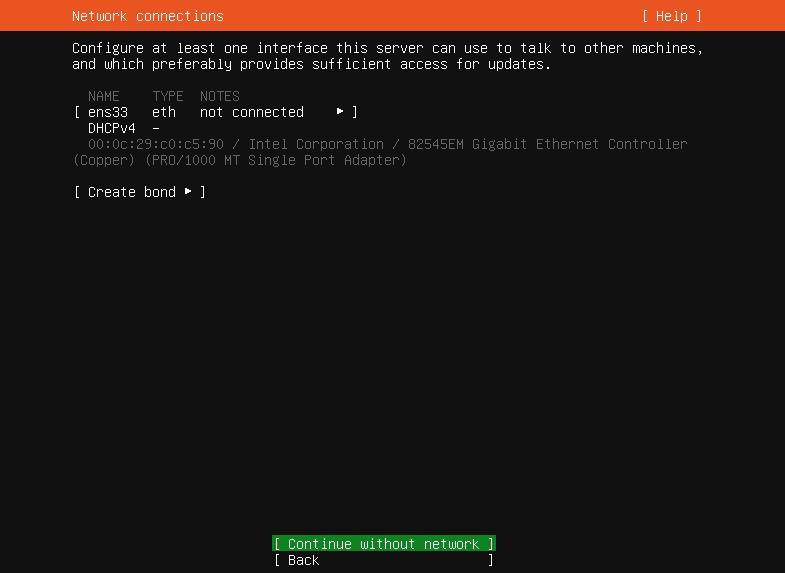 Network connections [ Help ]
Configure at least one interface this server can use to talk to other machines,
and which preferably provides sufficient access for updates.
NAME TYPE NOTES
[ ens33 eth not connected ▸ ]
DHCPv4 –
00:0c:29:c0:c5:90 / Intel Corporation / 82545EM Gigabit Ethernet Controller
(Copper) (PRO/1000 MT Single Port Adapter)
[ Create bond ▸ ]
[ Continue without network ]
[ Back ]